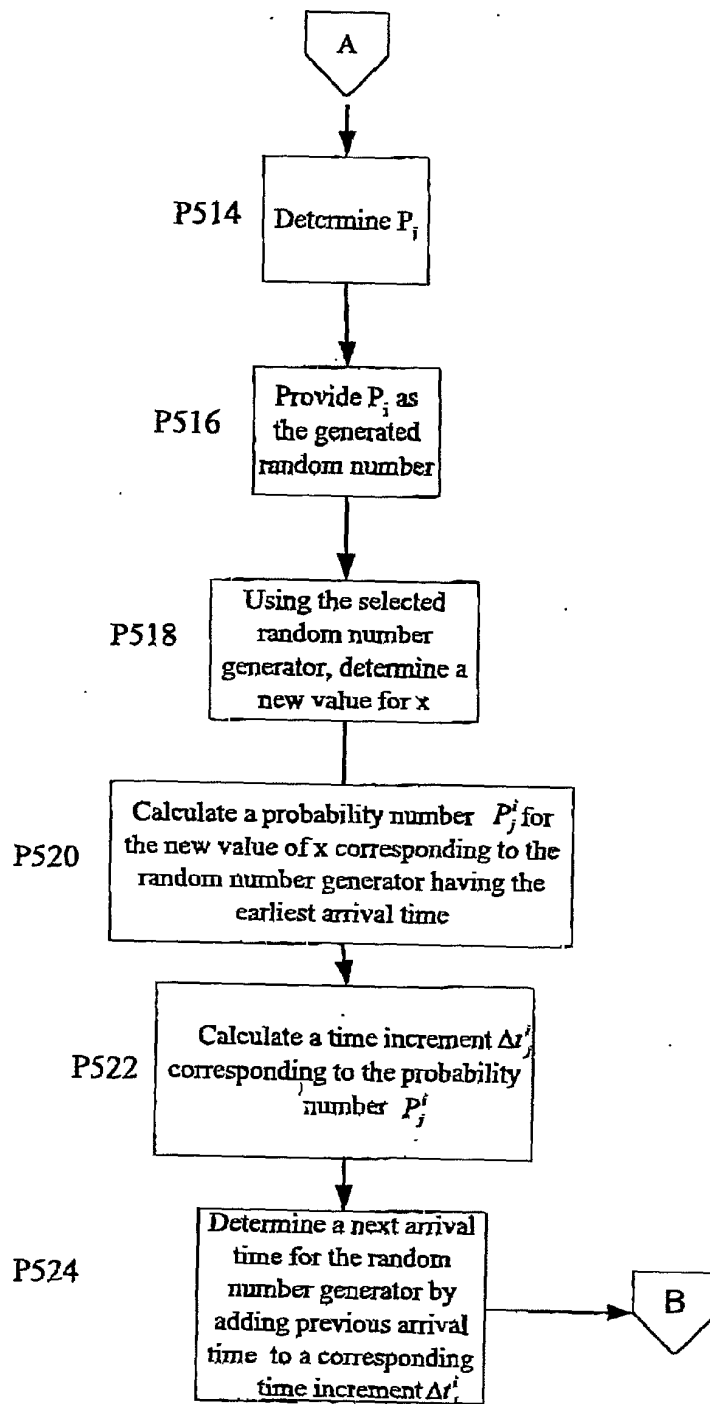 A
P514
Determine P_i
P516
Provide P_i as
the generated
random number
P518
Using the selected
random number
generator, determine a
new value for x
P520
Calculate a probability number P_j^i for
the new value of x corresponding to the
random number generator having the
earliest arrival time
P522
Calculate a time increment Δt_j^i
corresponding to the probability
number P_j^i
P524
Determine a next arrival
time for the random
number generator by
adding previous arrival
time to a corresponding
time increment Δt^i
B